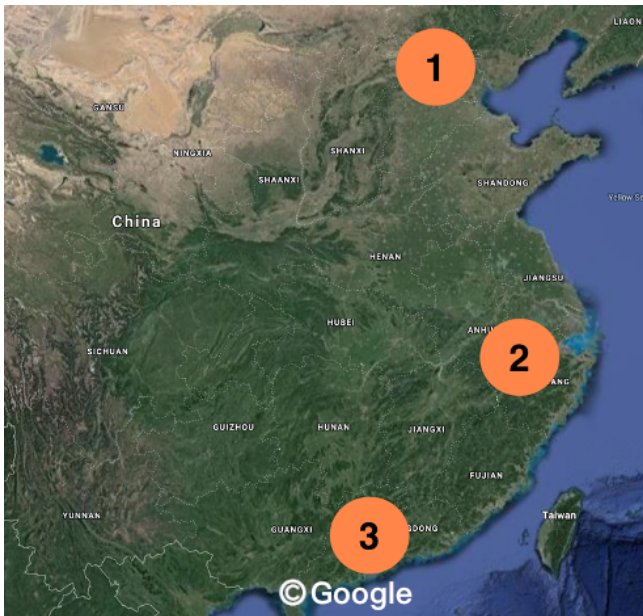 LIAON
1
GANSU
NINGXIA
SHANXI
SHAANXI
SHANDONG
Yellow Se
China
HENAN
JIANGSU
HUBEI
ANHU
SICHUAN
2
ANG
GUIZHOU
HUNAN
JIANGXI
FUJIAN
YUNNAN
GUANGXI
3
GDONG
Taiwan
©Google